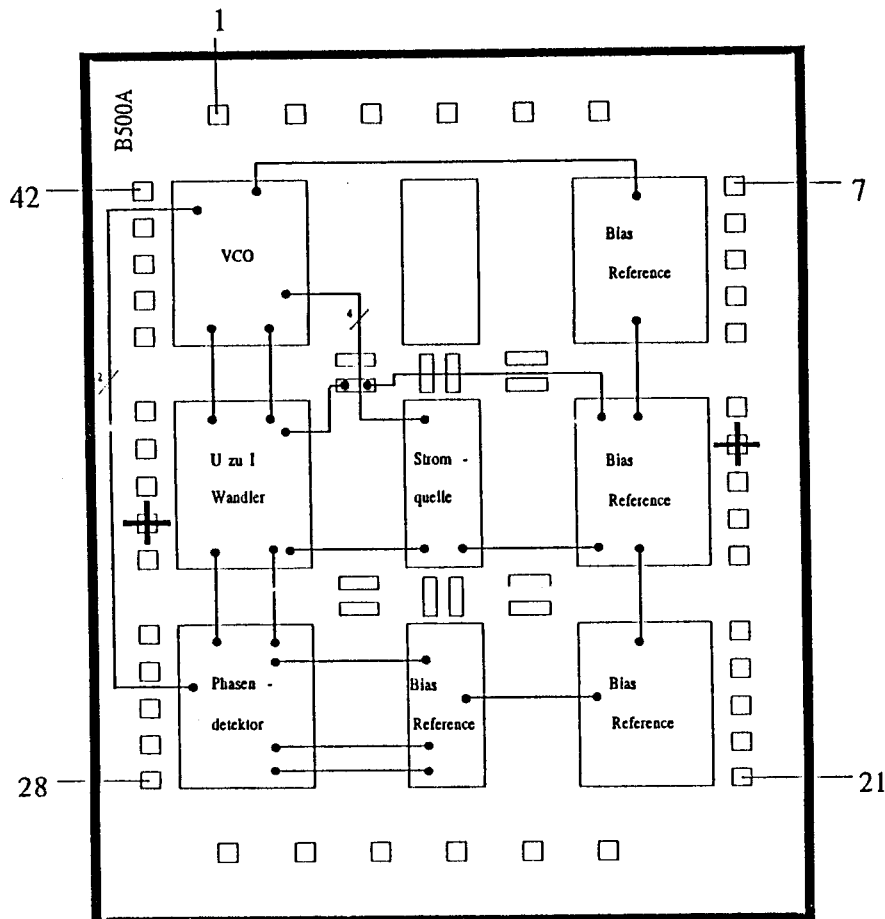 1
B500A
42
7
VCO
Bias
Reference
4
2
U zu I
Wandler
Strom -
quelle
Bias
Reference
Phasen -
detektor
Bias
Reference
Bias
Reference
28
21